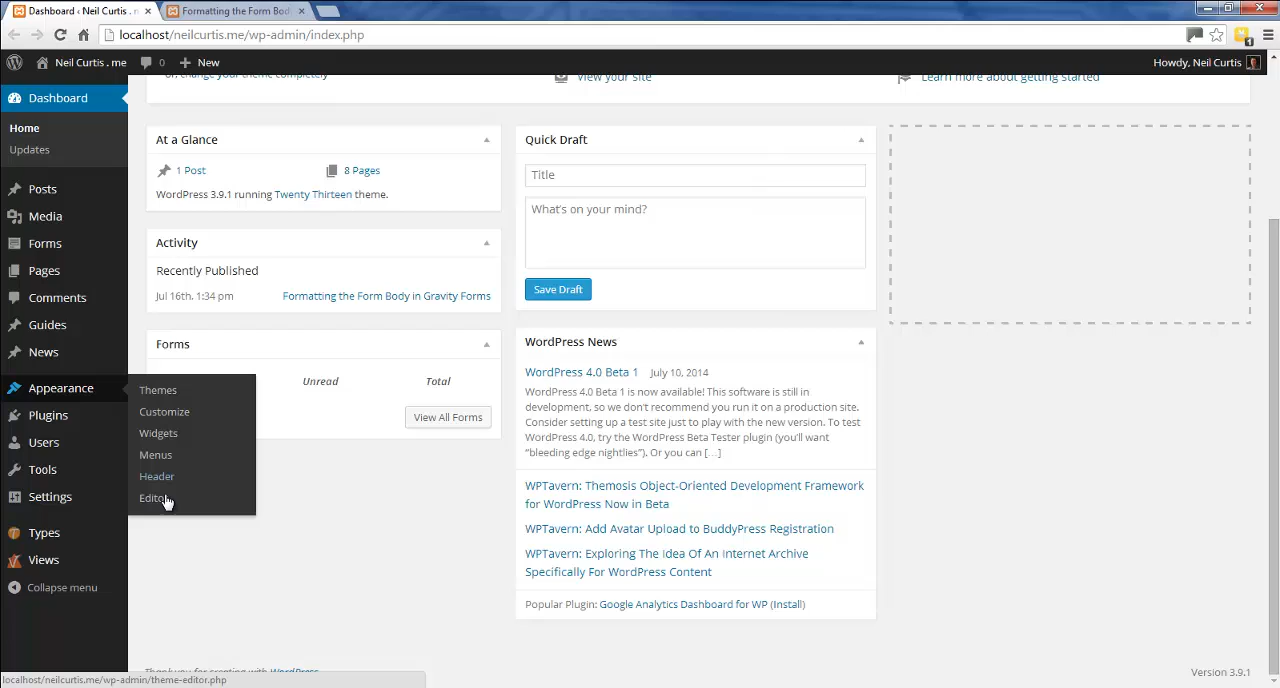 Dashboard ‹ Neil Curtis . m
Formatting the Form Bod
localhost/neilcurtis.me/wp-admin/index.php
1
Neil Curtis . me
0
New
Howdy, Neil Curtis
or, change your theme completely
View your site
Learn more about getting started
Dashboard
Home
Updates
Posts
Media
Forms
Pages
Comments
Guides
News
Appearance
Plugins
Users
Tools
Settings
Types
Views
Collapse menu
Themes
Customize
Widgets
Menus
Header
Editor
At a Glance
1 Post
8 Pages
WordPress 3.9.1 running Twenty Thirteen theme.
Activity
Recently Published
Jul 16th, 1:34 pm
Formatting the Form Body in Gravity Forms
Forms
Unread
Total
View All Forms
Quick Draft
Title
What's on your mind?
Save Draft
WordPress News
WordPress 4.0 Beta 1
July 10, 2014
WordPress 4.0 Beta 1 is now available! This software is still in
development, so we don't recommend you run it on a production site.
Consider setting up a test site just to play with the new version. To test
WordPress 4.0, try the WordPress Beta Tester plugin (you'll want
“bleeding edge nightlies”). Or you can […]
WPTavern: Themosis Object-Oriented Development Framework
for WordPress Now in Beta
WPTavern: Add Avatar Upload to BuddyPress Registration
WPTavern: Exploring The Idea Of An Internet Archive
Specifically For WordPress Content
Popular Plugin: Google Analytics Dashboard for WP (Install)
Thank you for creating with WordPress.
Version 3.9.1
localhost/neilcurtis.me/wp-admin/theme-editor.php